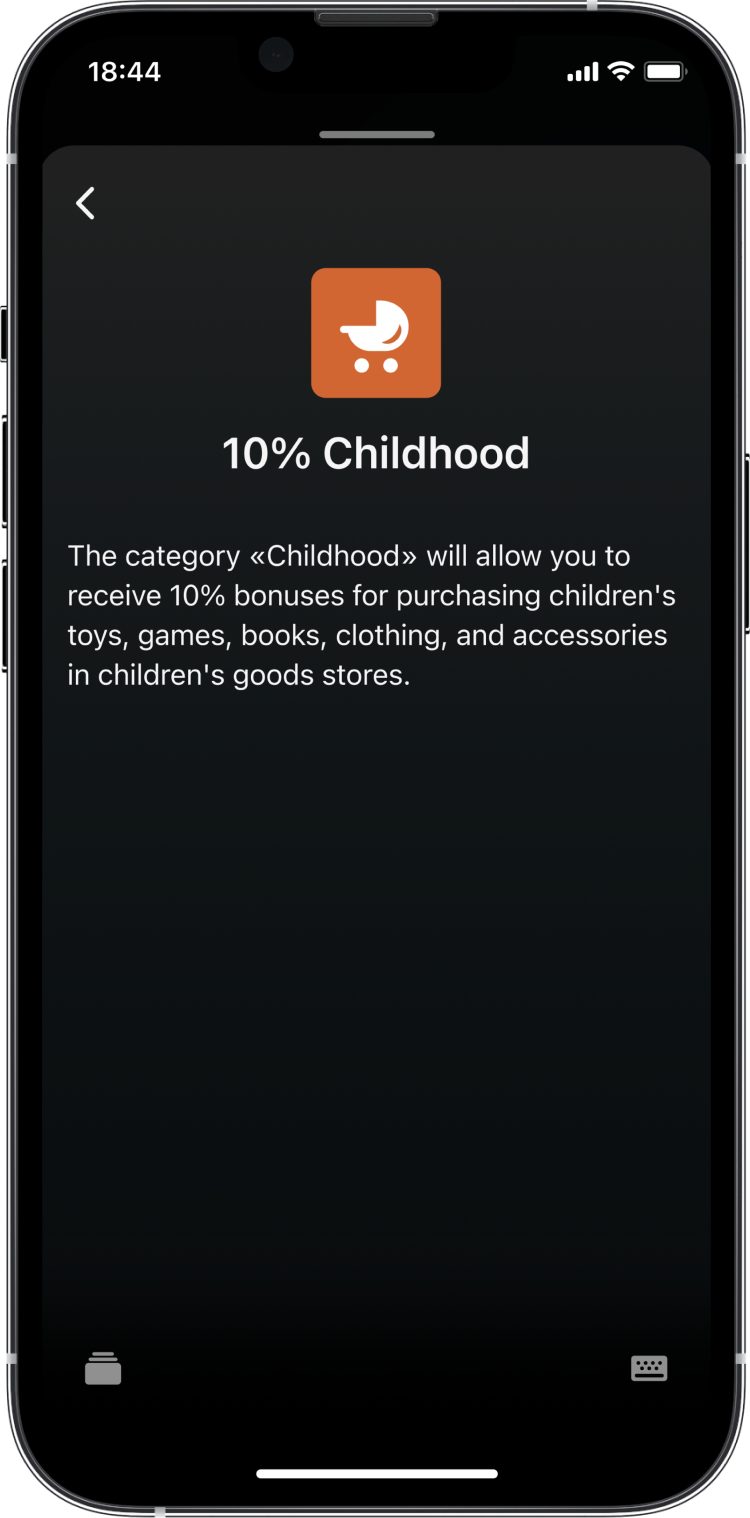 18:44
10% Childhood
The category «Childhood» will allow you to
receive 10% bonuses for purchasing children's
toys, games, books, clothing, and accessories
in children's goods stores.